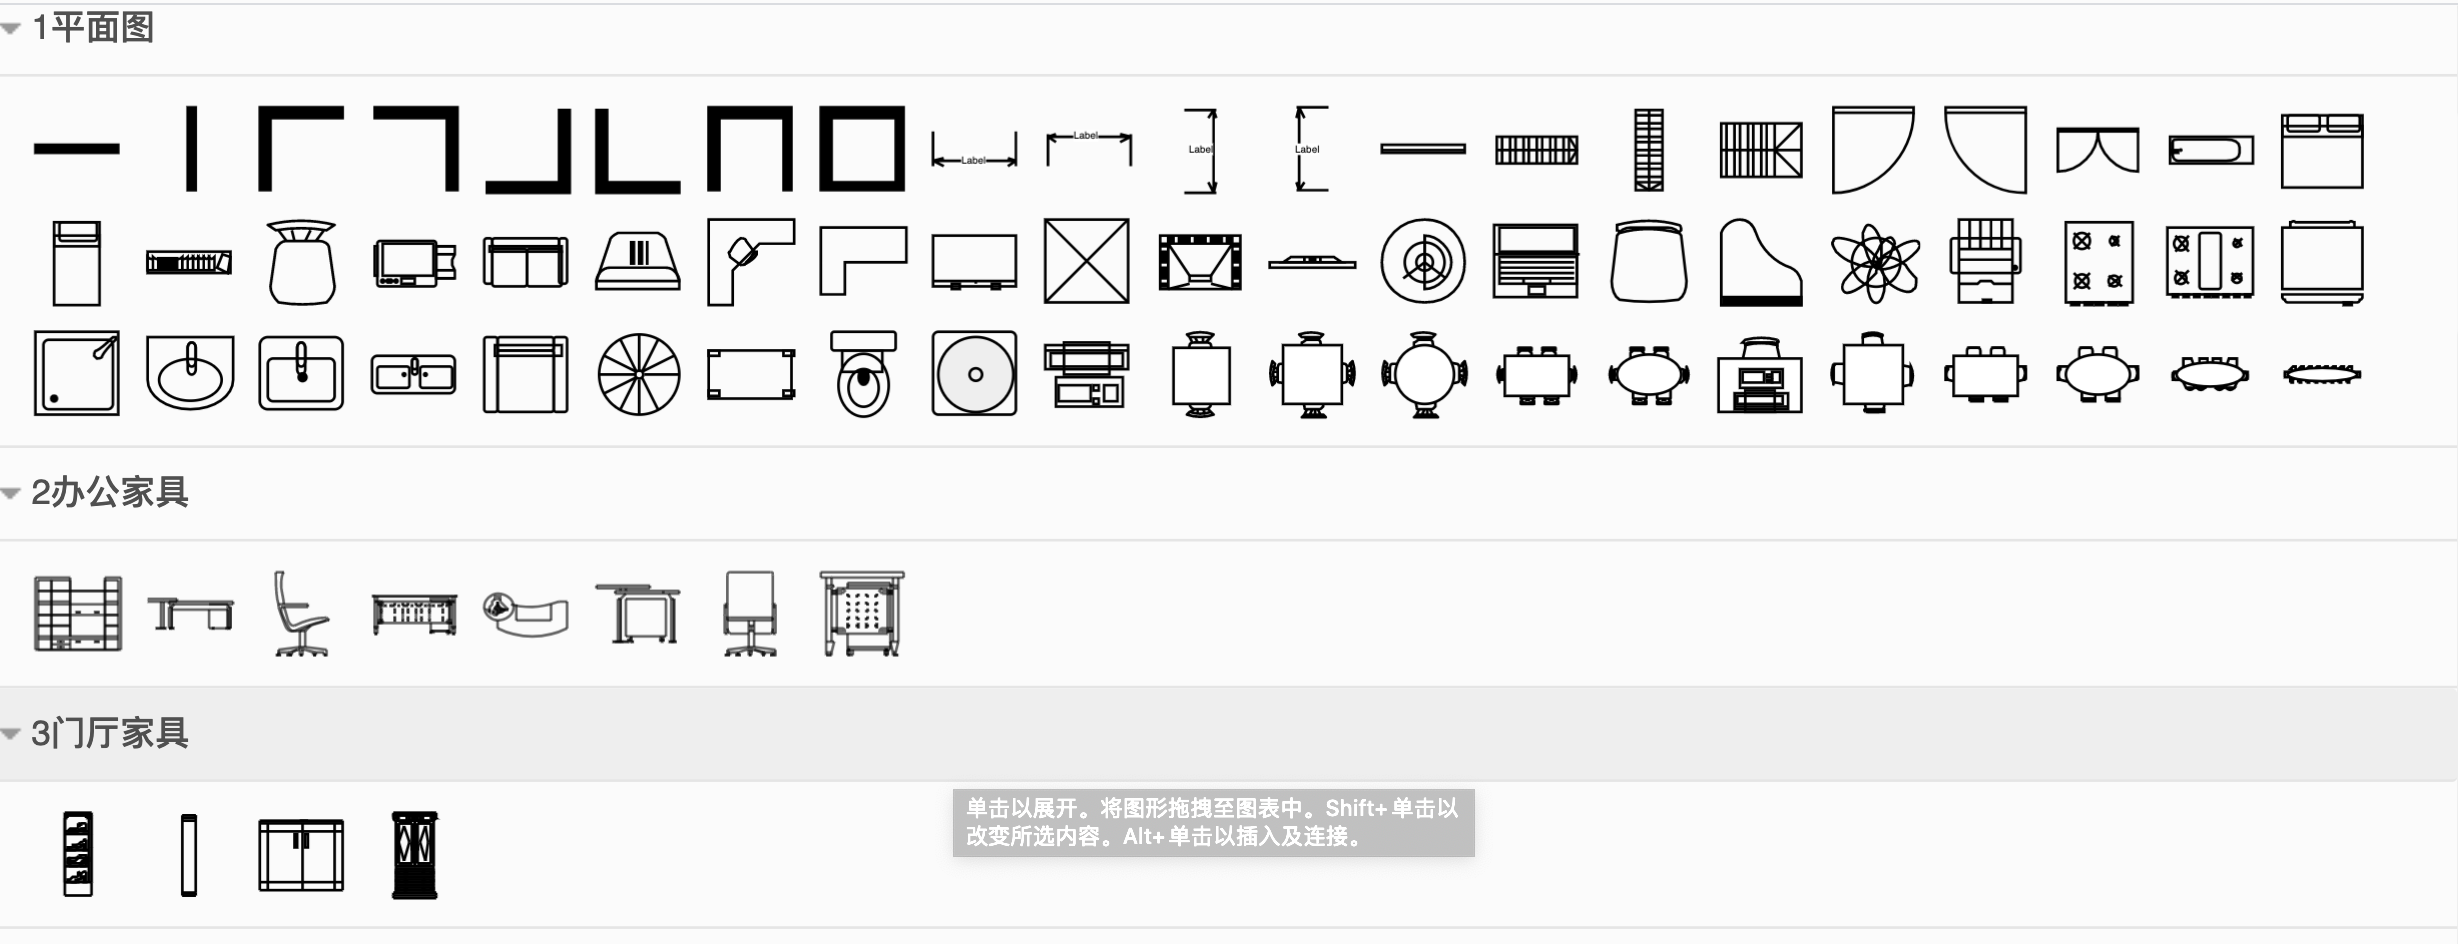 1平面图
Label
Label
Label
Label
2办公家具
3门厅家具
单击以展开。将图形拖拽至图表中。Shift+单击以
改变所选内容。Alt+单击以插入及连接。